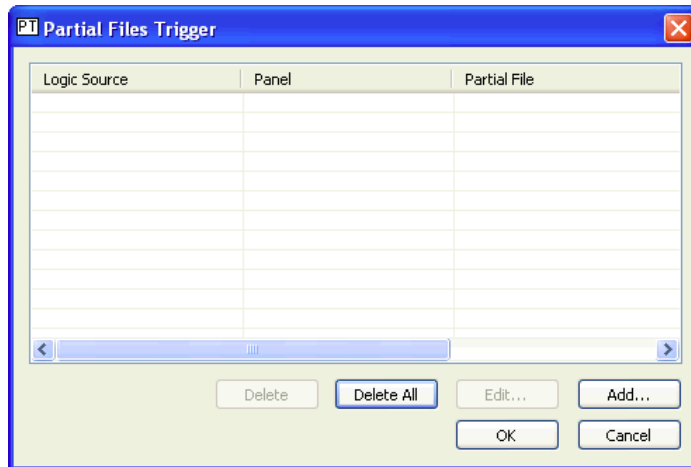 PT Partial Files Trigger
Logic Source Panel Partial File
Delete Delete All Edit... Add...
OK Cancel